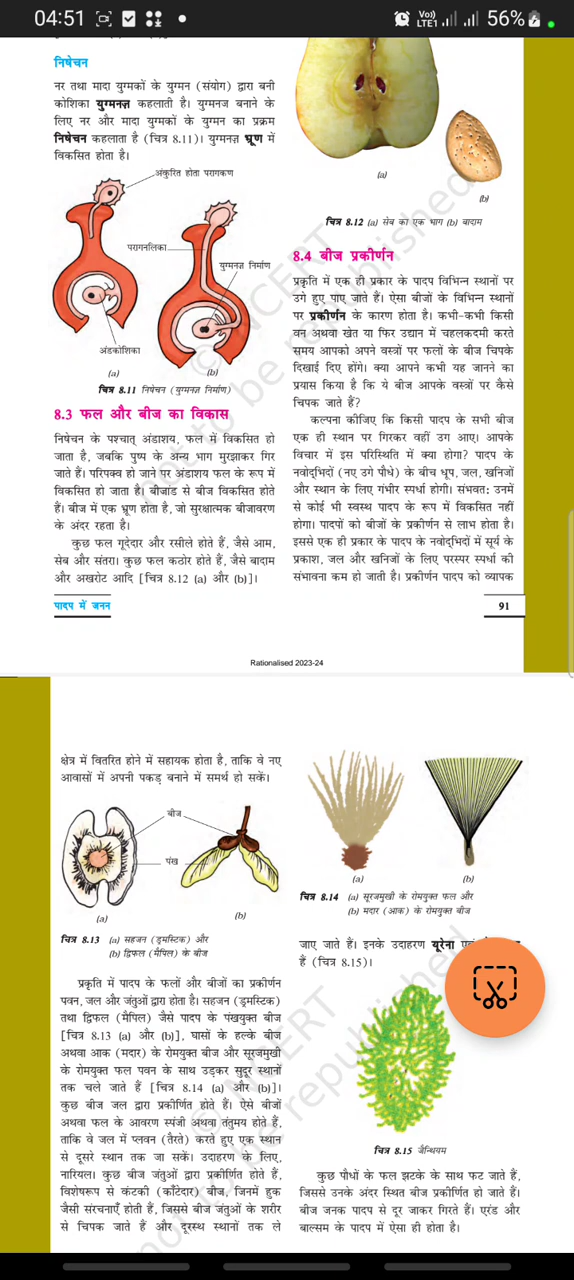 04:51
Vo))
LTE1
56%
निषेचन
नर तथा मादा युग्मकों के युग्मन (संयोग) द्वारा बनी
कोशिका युग्मनज़ कहलाती है। युग्मनज बनाने के
लिए नर और मादा युग्मकों के युग्मन का प्रक्रम
निषेचन कहलाता है (चित्र 8.11)। युग्मनज़ भ्रूण में
विकसित होता है।
अंकुरित होता परागकण
परागनलिका
युग्मनज़ निर्माण
अंडकोशिका
(a)
(b)
चित्र 8.11 निषेचन (युग्मनज़ निर्माण)
8.3 फल और बीज का विकास
निषेचन के पश्चात् अंडाशय, फल में विकसित हो
जाता है, जबकि पुष्प के अन्य भाग मुरझाकर गिर
जाते हैं। परिपक्व हो जाने पर अंडाशय फल के रूप में
विकसित हो जाता है। बीजांड से बीज विकसित होते
हैं। बीज में एक भ्रूण होता है, जो सुरक्षात्मक बीजावरण
के अंदर रहता है।
कुछ फल गूदेदार और रसीले होते हैं, जैसे आम,
सेब और संतरा। कुछ फल कठोर होते हैं, जैसे बादाम
और अखरोट आदि [चित्र 8.12 (a) और (b)]।
(a)
(b)
चित्र 8.12 (a) सेब का एक भाग (b) बादाम
8.4 बीज प्रकीर्णन
प्रकृति में एक ही प्रकार के पादप विभिन्न स्थानों पर
उगे हुए पाए जाते हैं। ऐसा बीजों के विभिन्न स्थानों
पर प्रकीर्णन के कारण होता है। कभी-कभी किसी
वन अथवा खेत या फिर उद्यान में चहलकदमी करते
समय आपको अपने वस्त्रों पर फलों के बीज चिपके
दिखाई दिए होंगे। क्या आपने कभी यह जानने का
प्रयास किया है कि ये बीज आपके वस्त्रों पर कैसे
चिपक जाते हैं?
कल्पना कीजिए कि किसी पादप के सभी बीज
एक ही स्थान पर गिरकर वहीं उग आए। आपके
विचार में इस परिस्थिति में क्या होगा? पादप के
नवोद्भिदों (नए उगे पौधे) के बीच धूप, जल, खनिजों
और स्थान के लिए गंभीर स्पर्धा होगी। संभवत: उनमें
से कोई भी स्वस्थ पादप के रूप में विकसित नहीं
होगा। पादपों को बीजों के प्रकीर्णन से लाभ होता है।
इससे एक ही प्रकार के पादप के नवोद्भिदों में सूर्य के
प्रकाश, जल और खनिजों के लिए परस्पर स्पर्धा की
संभावना कम हो जाती है। प्रकीर्णन पादप को व्यापक
पादप में जनन
91
Rationalised 2023-24
क्षेत्र में वितरित होने में सहायक होता है, ताकि वे नए
आवासों में अपनी पकड़ बनाने में समर्थ हो सकें।
बीज
पंख
(a)
(b)
चित्र 8.13 (a) सहजन (ड्रमस्टिक) और
(b) द्विफल (मैपिल) के बीज
प्रकृति में पादप के फलों और बीजों का प्रकीर्णन
पवन, जल और जंतुओं द्वारा होता है। सहजन (ड्रमस्टिक)
तथा द्विफल (मैपिल) जैसे पादप के पंखयुक्त बीज
[चित्र 8.13 (a) और (b)], घासों के हल्के बीज
अथवा आक (मदार) के रोमयुक्त बीज और सूरजमुखी
के रोमयुक्त फल पवन के साथ उड़कर सुदूर स्थानों
तक चले जाते हैं [चित्र 8.14 (a) और (b)]।
कुछ बीज जल द्वारा प्रकीर्णित होते हैं। ऐसे बीजों
अथवा फल के आवरण स्पंजी अथवा तंतुमय होते हैं,
ताकि वे जल में प्लवन (तैरते) करते हुए एक स्थान
से दूसरे स्थान तक जा सकें। उदाहरण के लिए,
नारियल। कुछ बीज जंतुओं द्वारा प्रकीर्णित होते हैं,
विशेषरूप से कंटकी (काँटेदार) बीज, जिनमें हुक
जैसी संरचनाएँ होती हैं, जिससे बीज जंतुओं के शरीर
से चिपक जाते हैं और दूरस्थ स्थानों तक ले
(a)
(b)
चित्र 8.14 (a) सूरजमुखी के रोमयुक्त फल और
(b) मदार (आक) के रोमयुक्त बीज
जाए जाते हैं। इनके उदाहरण यूरेना
हैं (चित्र 8.15)।
चित्र 8.15 जैन्थियम
कुछ पौधों के फल झटके के साथ फट जाते हैं,
जिससे उनके अंदर स्थित बीज प्रकीर्णित हो जाते हैं।
बीज जनक पादप से दूर जाकर गिरते हैं। एरंड और
बाल्सम के पादप में ऐसा ही होता है।
© NCERT
not to be republished
© NCERT
not to be republished